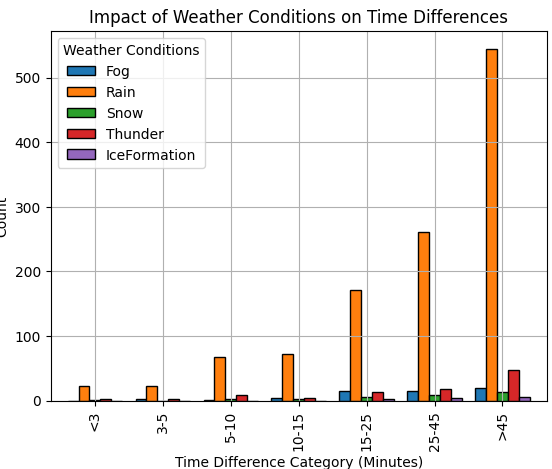 Impact of Weather Conditions on Time Differences
Weather Conditions
Fog
Rain
Snow
Thunder
IceFormation
Count
500
400
300
200
100
0
<3
3-5
5-10
10-15
15-25
25-45
>45
Time Difference Category (Minutes)